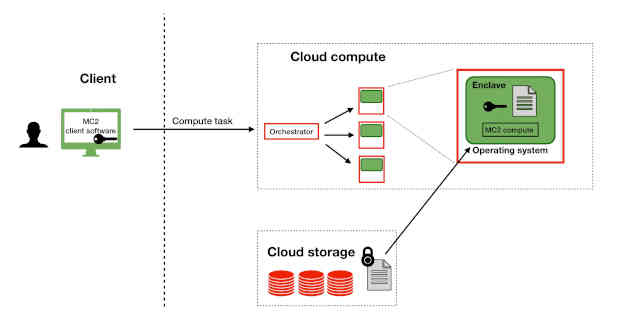 Cloud compute
Client
Enclave
MC2
client software
Compute task
Orchestrator
MC2 compute
Operating system
Cloud storage